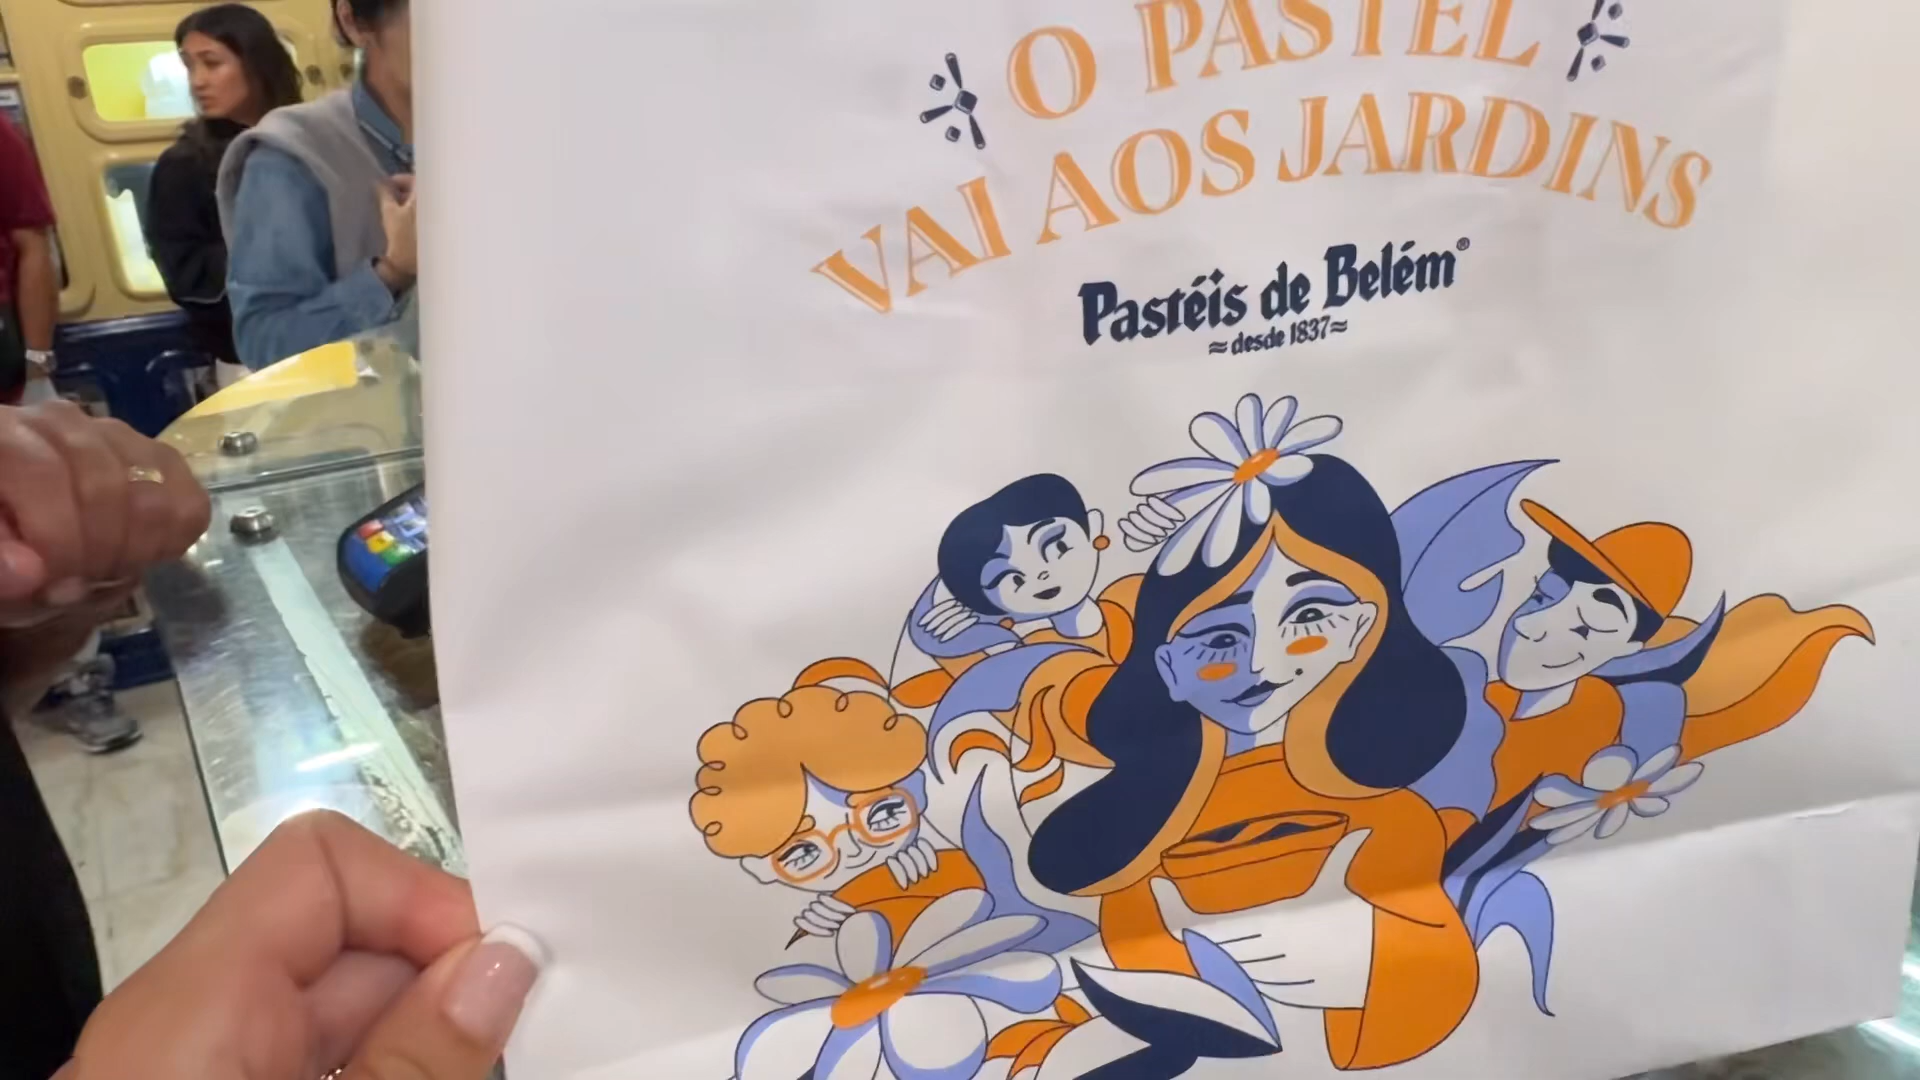 O PASTEL
VAI AOS JARDINS
Pastéis de Belém®
≈desde 1837≈